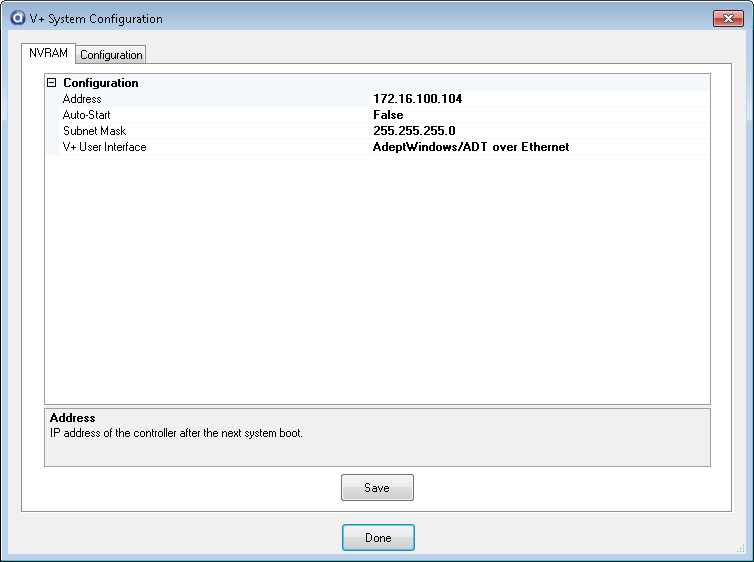 V+ System Configuration
NVRAM Configuration
Configuration
Address 172.16.100.104
Auto-Start False
Subnet Mask 255.255.255.0
V+ User Interface AdeptWindows/ADT over Ethernet
Address
IP address of the controller after the next system boot.
Save
Done